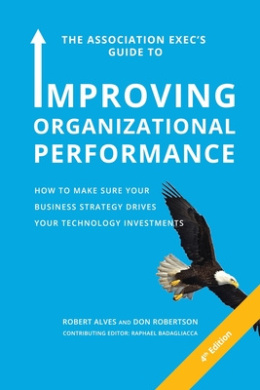 THE ASSOCIATION EXEC'S
GUIDE TO
IMPROVING
ORGANIZATIONAL
PERFORMANCE
HOW TO MAKE SURE YOUR
BUSINESS STRATEGY DRIVES
YOUR TECHNOLOGY INVESTMENTS
ROBERT ALVES AND DON ROBERTSON
CONTRIBUTING EDITOR: RAPHAEL BADAGLIACCA
4th Edition